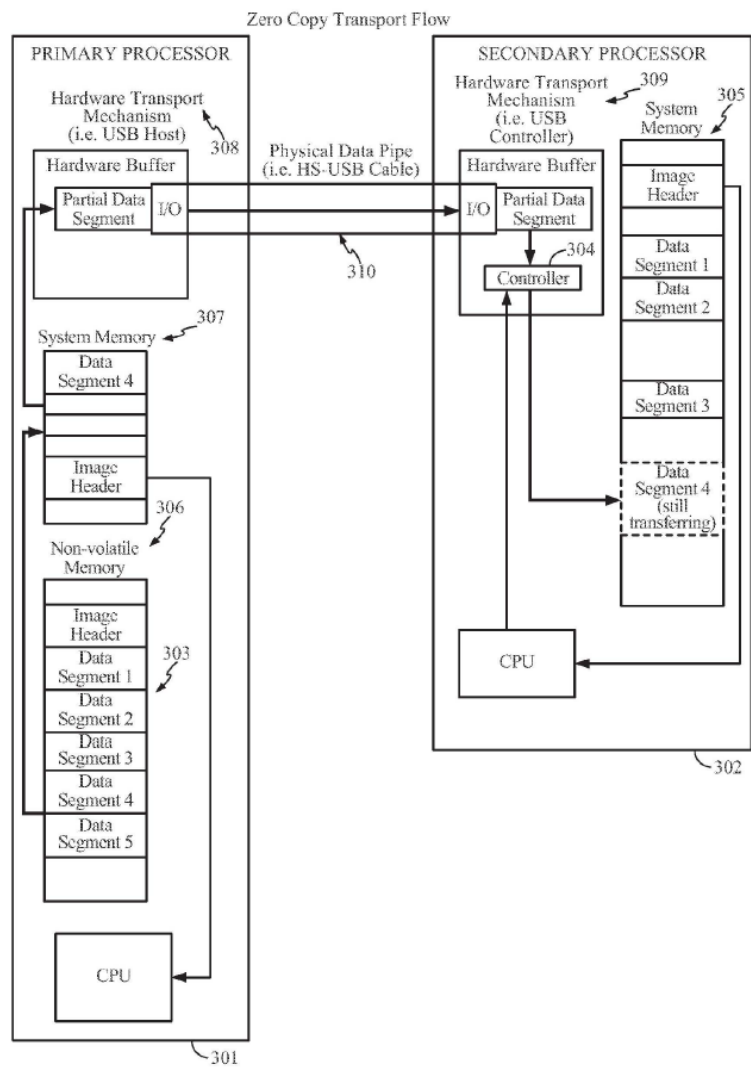 Zero Copy Transport Flow
PRIMARY PROCESSOR
Hardware Transport
Mechanism
(i.e. USB Host)
308
Hardware Buffer
Partial Data
Segment
I/O
Physical Data Pipe
(i.e. HS-USB Cable)
310
System Memory
307
Data
Segment 4
Image
Header
306
Non-volatile
Memory
Image
Header
Data
Segment 1
303
Data
Segment 2
Data
Segment 3
Data
Segment 4
Data
Segment 5
CPU
301
SECONDARY PROCESSOR
Hardware Transport
Mechanism
(i.e. USB
Controller)
309
Hardware Buffer
I/O
Partial Data
Segment
304
Controller
System
Memory
305
Image
Header
Data
Segment 1
Data
Segment 2
Data
Segment 3
Data
Segment 4
(still
transferring)
CPU
302